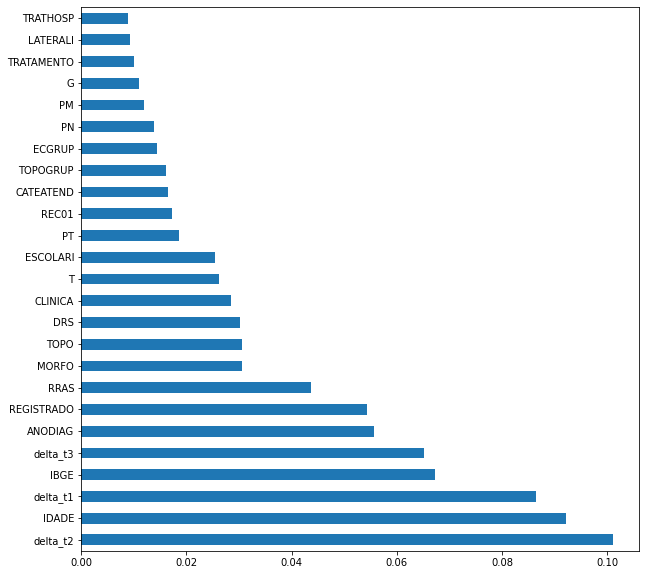 TRATHOSP
LATERALI
TRATAMENTO
G
PM
PN
ECGRUP
TOPOGRUP
CATEATEND
REC01
PT
ESCOLARI
T
CLINICA
DRS
TOPO
MORFO
RRAS
REGISTRADO
ANODIAG
delta_t3
IBGE
delta_t1
IDADE
delta_t2
0.00 0.02 0.04 0.06 0.08 0.10